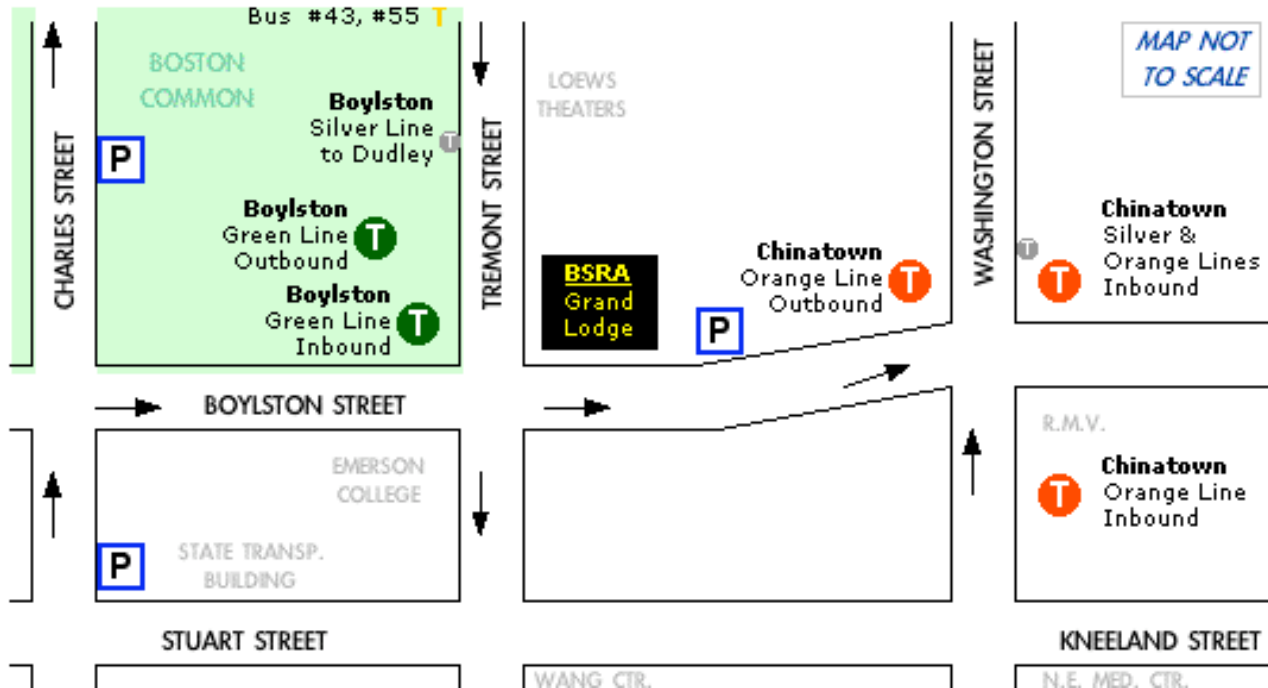 Bus #43, #55 T
BOSTON
COMMON
Boylston
Silver Line
to Dudley
T
P
Boylston
Green Line
Outbound
T
Boylston
Green Line
Inbound
T
CHARLES STREET
TREMONT STREET
LOEWS
THEATERS
BSRA
Grand
Lodge
P
Chinatown
Orange Line
Outbound
T
WASHINGTON STREET
MAP NOT
TO SCALE
T
T
Chinatown
Silver &
Orange Lines
Inbound
BOYLSTON STREET
EMERSON
COLLEGE
P
STATE TRANSP.
BUILDING
R.M.V.
T
Chinatown
Orange Line
Inbound
STUART STREET
KNEELAND STREET
WANG CTR.
N.E. MED. CTR.